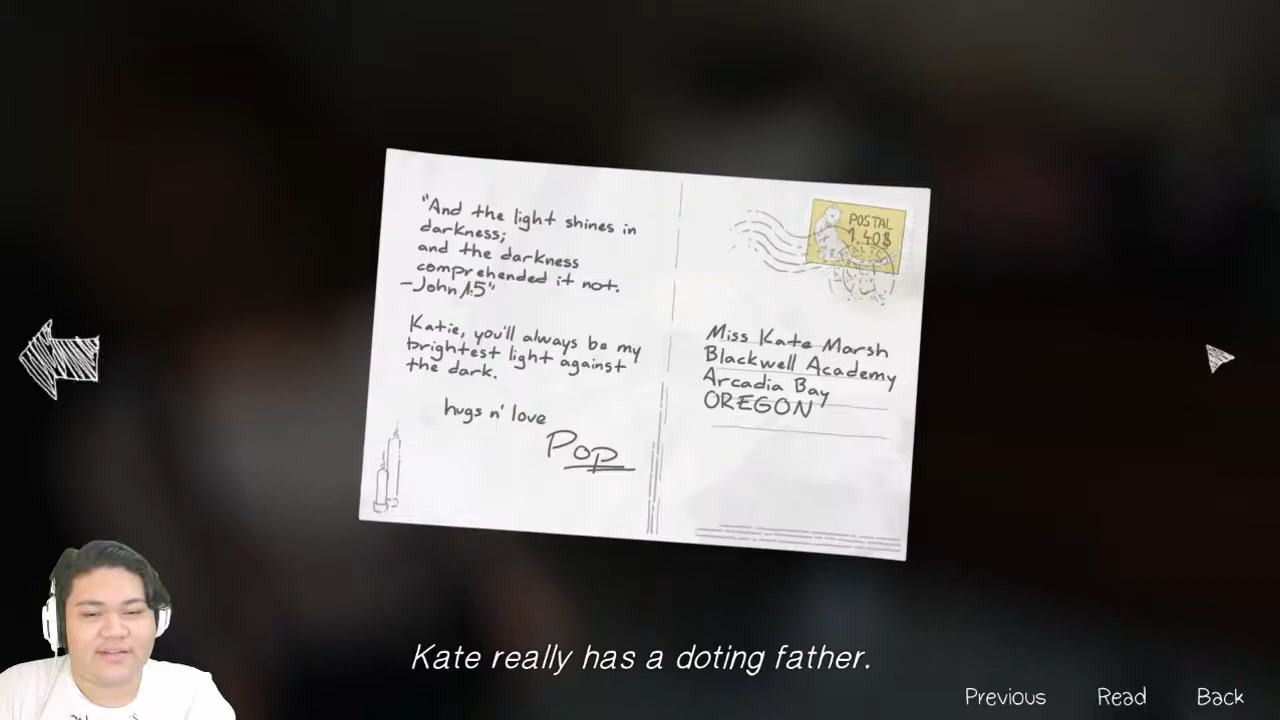 "And the light shines in
darkness;
and the darkness
comprehended it not.
-John 1:5"
Katie, you'll always be my
brightest light against
the dark.
hugs n' love
Pop
POSTAL
1.40$
Miss Kate Marsh
Blackwell Academy
Arcadia Bay
OREGON
Kate really has a doting father.
Previous Read Back